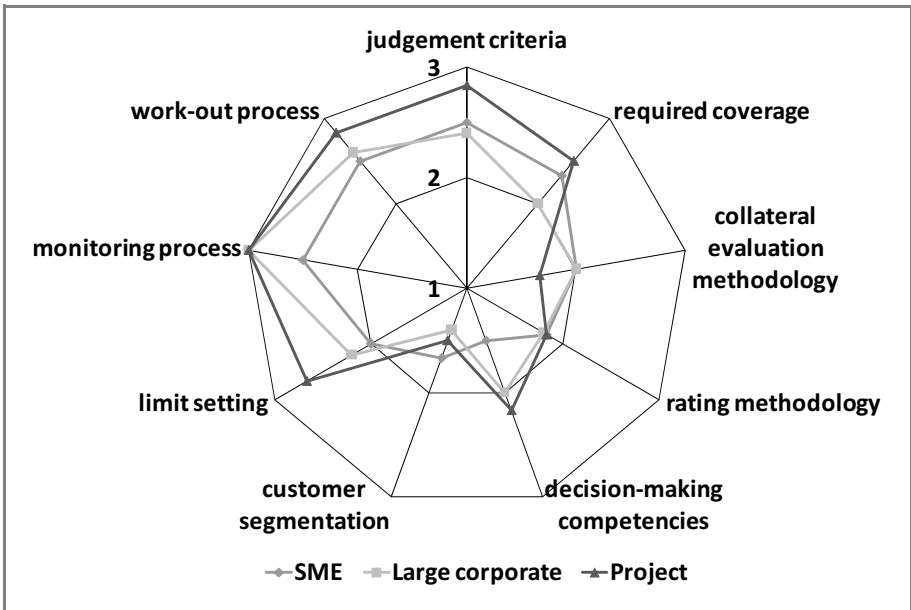 judgement criteria
3
work-out process
required coverage
2
collateral
evaluation
methodology
monitoring process
1
limit setting
rating methodology
customer
segmentation
decision-making
competencies
SME
Large corporate
Project